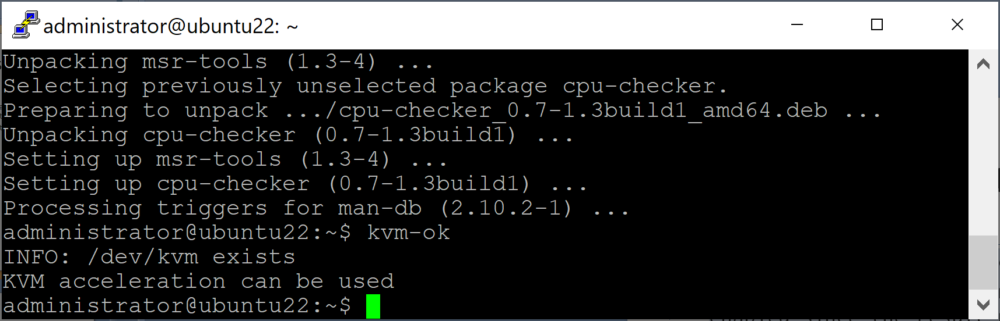 administrator@ubuntu22: ~
Unpacking msr-tools (1.3-4) ...
Selecting previously unselected package cpu-checker.
Preparing to unpack .../cpu-checker_0.7-1.3build1_amd64.deb ...
Unpacking cpu-checker (0.7-1.3build1) ...
Setting up msr-tools (1.3-4) ...
Setting up cpu-checker (0.7-1.3build1) ...
Processing triggers for man-db (2.10.2-1) ...
administrator@ubuntu22:~$ kvm-ok
INFO: /dev/kvm exists
KVM acceleration can be used
administrator@ubuntu22:~$